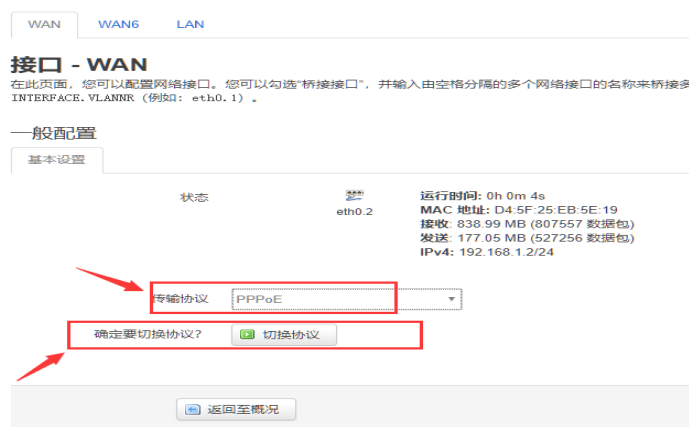 WAN WAN6 LAN
接口 - WAN
在此页面，您可以配置网络接口。您可以勾选“桥接接口”，并输入由空格分隔的多个网络接口的名称来桥接多
INTERFACE.VLANNR (例如: eth0.1) 。
一般配置
基本设置
状态
eth0.2
运行时间: 0h 0m 4s
MAC 地址: D4:5F:25:EB:5E:19
接收: 838.99 MB (807557 数据包)
发送: 177.05 MB (527256 数据包)
IPv4: 192.168.1.2/24
传输协议 PPPoE
确定要切换协议? 切换协议
返回至概况